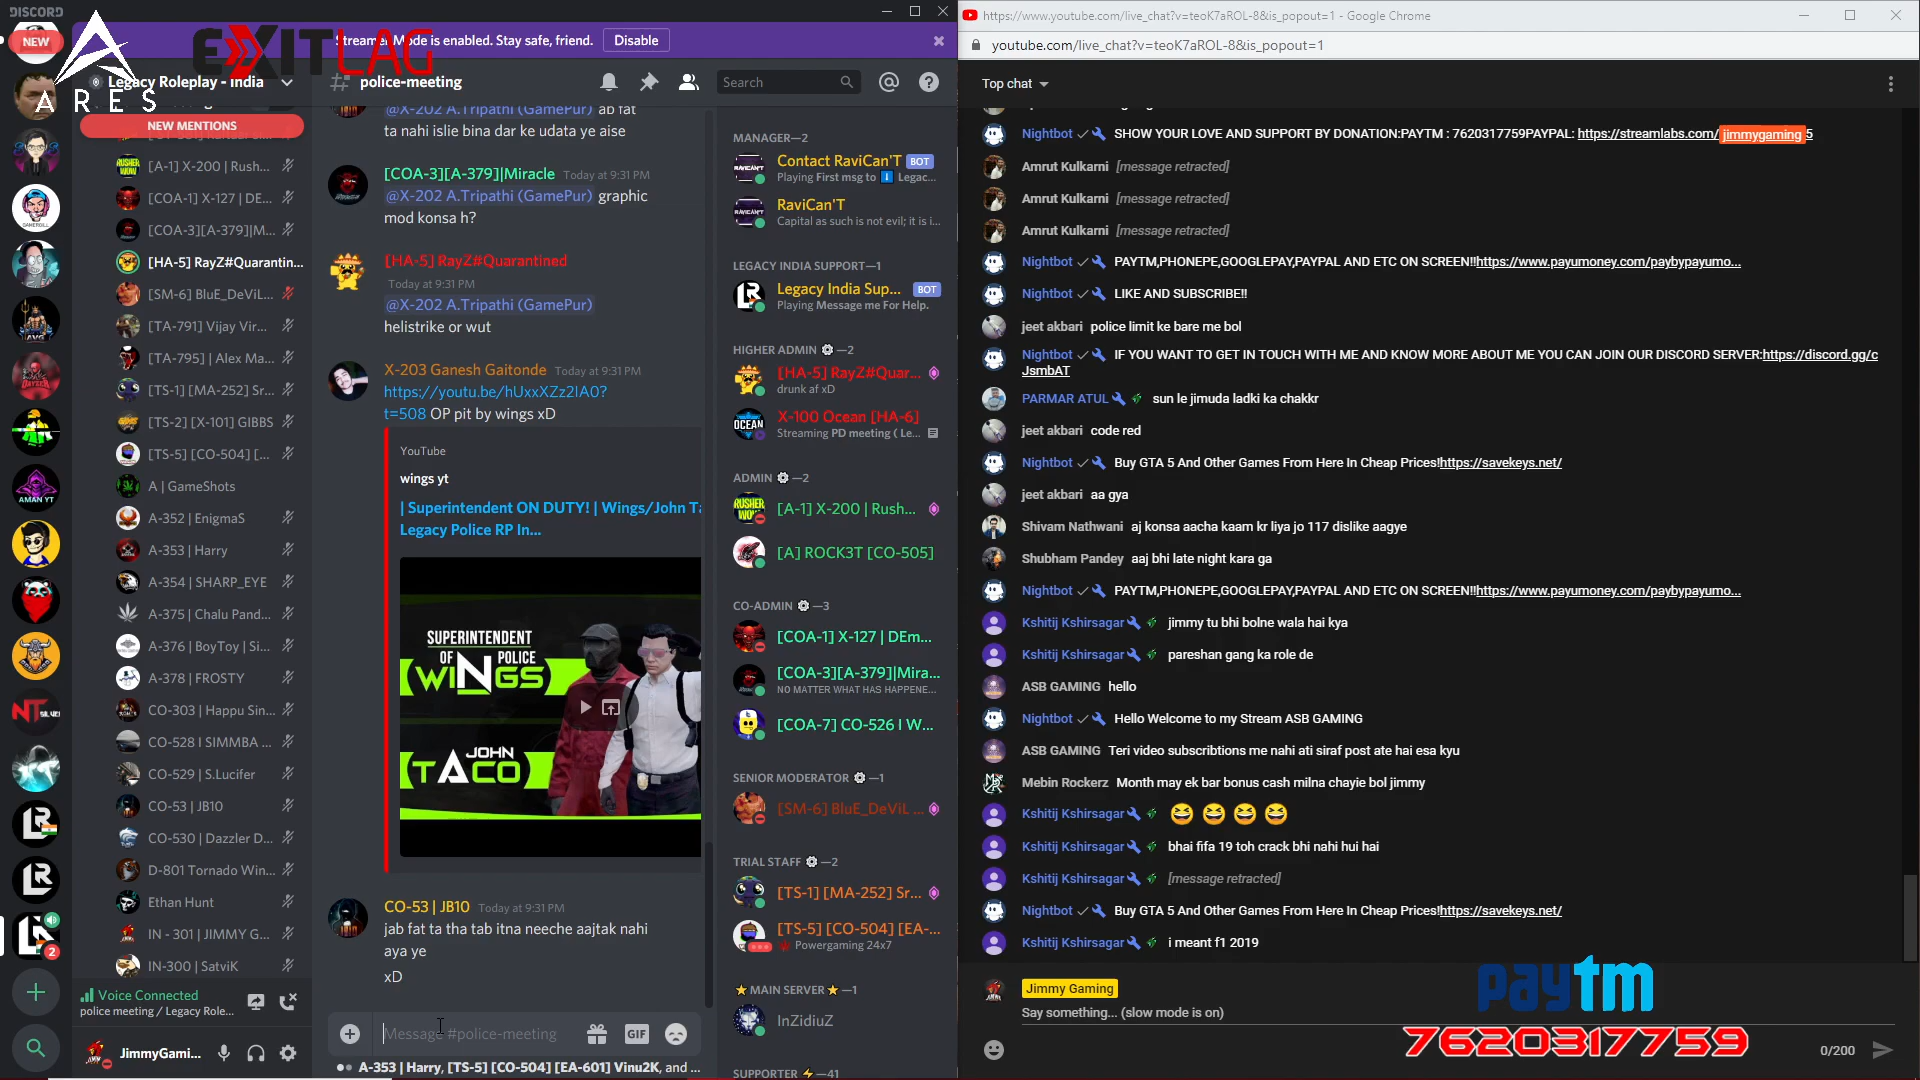 DISCORD
NEW
ARES
EXITLAG
Streamer Mode is enabled. Stay safe, friend.
Disable
Legacy Roleplay - India
NEW MENTIONS
[A-1] X-200 | Rush...
[COA-1] X-127 | DE...
[COA-3][A-379]|M...
[HA-5] RayZ#Quarantin...
[SM-6] BluE_DeViL...
[TA-791] Vijay Vir...
[TA-795] | Alex Ma...
[TS-1] [MA-252] Sr...
[TS-2] [X-101] GIBBS
[TS-5] [CO-504] [...
A | GameShots
A-352 | EnigmaS
A-353 | Harry
A-354 | SHARP_EYE
A-375 | Chalu Pand...
A-376 | BoyToy | Si...
A-378 | FROSTY
CO-303 | Happu Sin...
CO-528 I SIMMBA ...
CO-529 | S.Lucifer
CO-53 | JB10
CO-530 | Dazzler D...
D-801 Tornado Win...
Ethan Hunt
IN - 301 | JIMMY G...
IN-300 | SatviK
AMAN YT
2
Voice Connected
police meeting / Legacy Role...
JimmyGami...
police-meeting
Search
@X-202 A.Tripathi (GamePur) ab fat
ta nahi islie bina dar ke udata ye aise
[COA-3][A-379]|Miracle Today at 9:31 PM
@X-202 A.Tripathi (GamePur) graphic
mod konsa h?
[HA-5] RayZ#Quarantined
Today at 9:31 PM
@X-202 A.Tripathi (GamePur)
helistrike or wut
X-203 Ganesh Gaitonde Today at 9:31 PM
https://youtu.be/hUxxXZz2IA0?
t=508 OP pit by wings xD
YouTube
wings yt
| Superintendent ON DUTY! | Wings/John Ta
Legacy Police RP In...
SUPERINTENDENT
OF POLICE
WINGS
JOHN
TACO
CO-53 | JB10 Today at 9:31 PM
jab fat ta tha tab itna neeche aajtak nahi
aya ye
xD
Message #police-meeting
GIF
A-353 | Harry, [TS-5] [CO-504] [EA-601] Vinu2K, and ...
MANAGER—2
Contact RaviCan'T BOT
Playing First msg to Legac...
RaviCan'T
Capital as such is not evil; it is i...
LEGACY INDIA SUPPORT—1
Legacy India Sup... BOT
Playing Message me For Help.
HIGHER ADMIN —2
[HA-5] RayZ#Quar...
drunk af xD
X-100 Ocean [HA-6]
Streaming PD meeting ( Le...
ADMIN —2
[A-1] X-200 | Rush...
[A] ROCK3T [CO-505]
CO-ADMIN —3
[COA-1] X-127 | DEm...
[COA-3][A-379]|Mira...
NO MATTER WHAT HAS HAPPENE...
[COA-7] CO-526 I W...
SENIOR MODERATOR —1
[SM-6] BluE_DeViL ...
TRIAL STAFF —2
[TS-1] [MA-252] Sr...
[TS-5] [CO-504] [EA-...
Powergaming 24x7
MAIN SERVER —1
InZidiuZ
SUPPORTER —41
https://www.youtube.com/live_chat?v=teoK7aROL-8&is_popout=1 - Google Chrome
youtube.com/live_chat?v=teoK7aROL-8&is_popout=1
Top chat
Nightbot SHOW YOUR LOVE AND SUPPORT BY DONATION:PAYTM : 7620317759PAYPAL: https://streamlabs.com/jimmygaming5
Amrut Kulkarni [message retracted]
Amrut Kulkarni [message retracted]
Amrut Kulkarni [message retracted]
Nightbot PAYTM,PHONEPE,GOOGLEPAY,PAYPAL AND ETC ON SCREEN!!https://www.payumoney.com/paybypayumo...
Nightbot LIKE AND SUBSCRIBE!!
jeet akbari police limit ke bare me bol
Nightbot IF YOU WANT TO GET IN TOUCH WITH ME AND KNOW MORE ABOUT ME YOU CAN JOIN OUR DISCORD SERVER:https://discord.gg/c
JsmbAT
PARMAR ATUL sun le jimuda ladki ka chakkr
jeet akbari code red
Nightbot Buy GTA 5 And Other Games From Here In Cheap Prices!https://savekeys.net/
jeet akbari aa gya
Shivam Nathwani aj konsa aacha kaam kr liya jo 117 dislike aagye
Shubham Pandey aaj bhi late night kara ga
Nightbot PAYTM,PHONEPE,GOOGLEPAY,PAYPAL AND ETC ON SCREEN!!https://www.payumoney.com/paybypayumo...
Kshitij Kshirsagar jimmy tu bhi bolne wala hai kya
Kshitij Kshirsagar pareshan gang ka role de
ASB GAMING hello
Nightbot Hello Welcome to my Stream ASB GAMING
ASB GAMING Teri video subscribtions me nahi ati siraf post ate hai esa kyu
Mebin Rockerz Month may ek bar bonus cash milna chayie bol jimmy
Kshitij Kshirsagar
Kshitij Kshirsagar bhai fifa 19 toh crack bhi nahi hui hai
Kshitij Kshirsagar [message retracted]
Nightbot Buy GTA 5 And Other Games From Here In Cheap Prices!https://savekeys.net/
Kshitij Kshirsagar i meant f1 2019
Jimmy Gaming
Say something... (slow mode is on)
0/200
paytm
7620317759